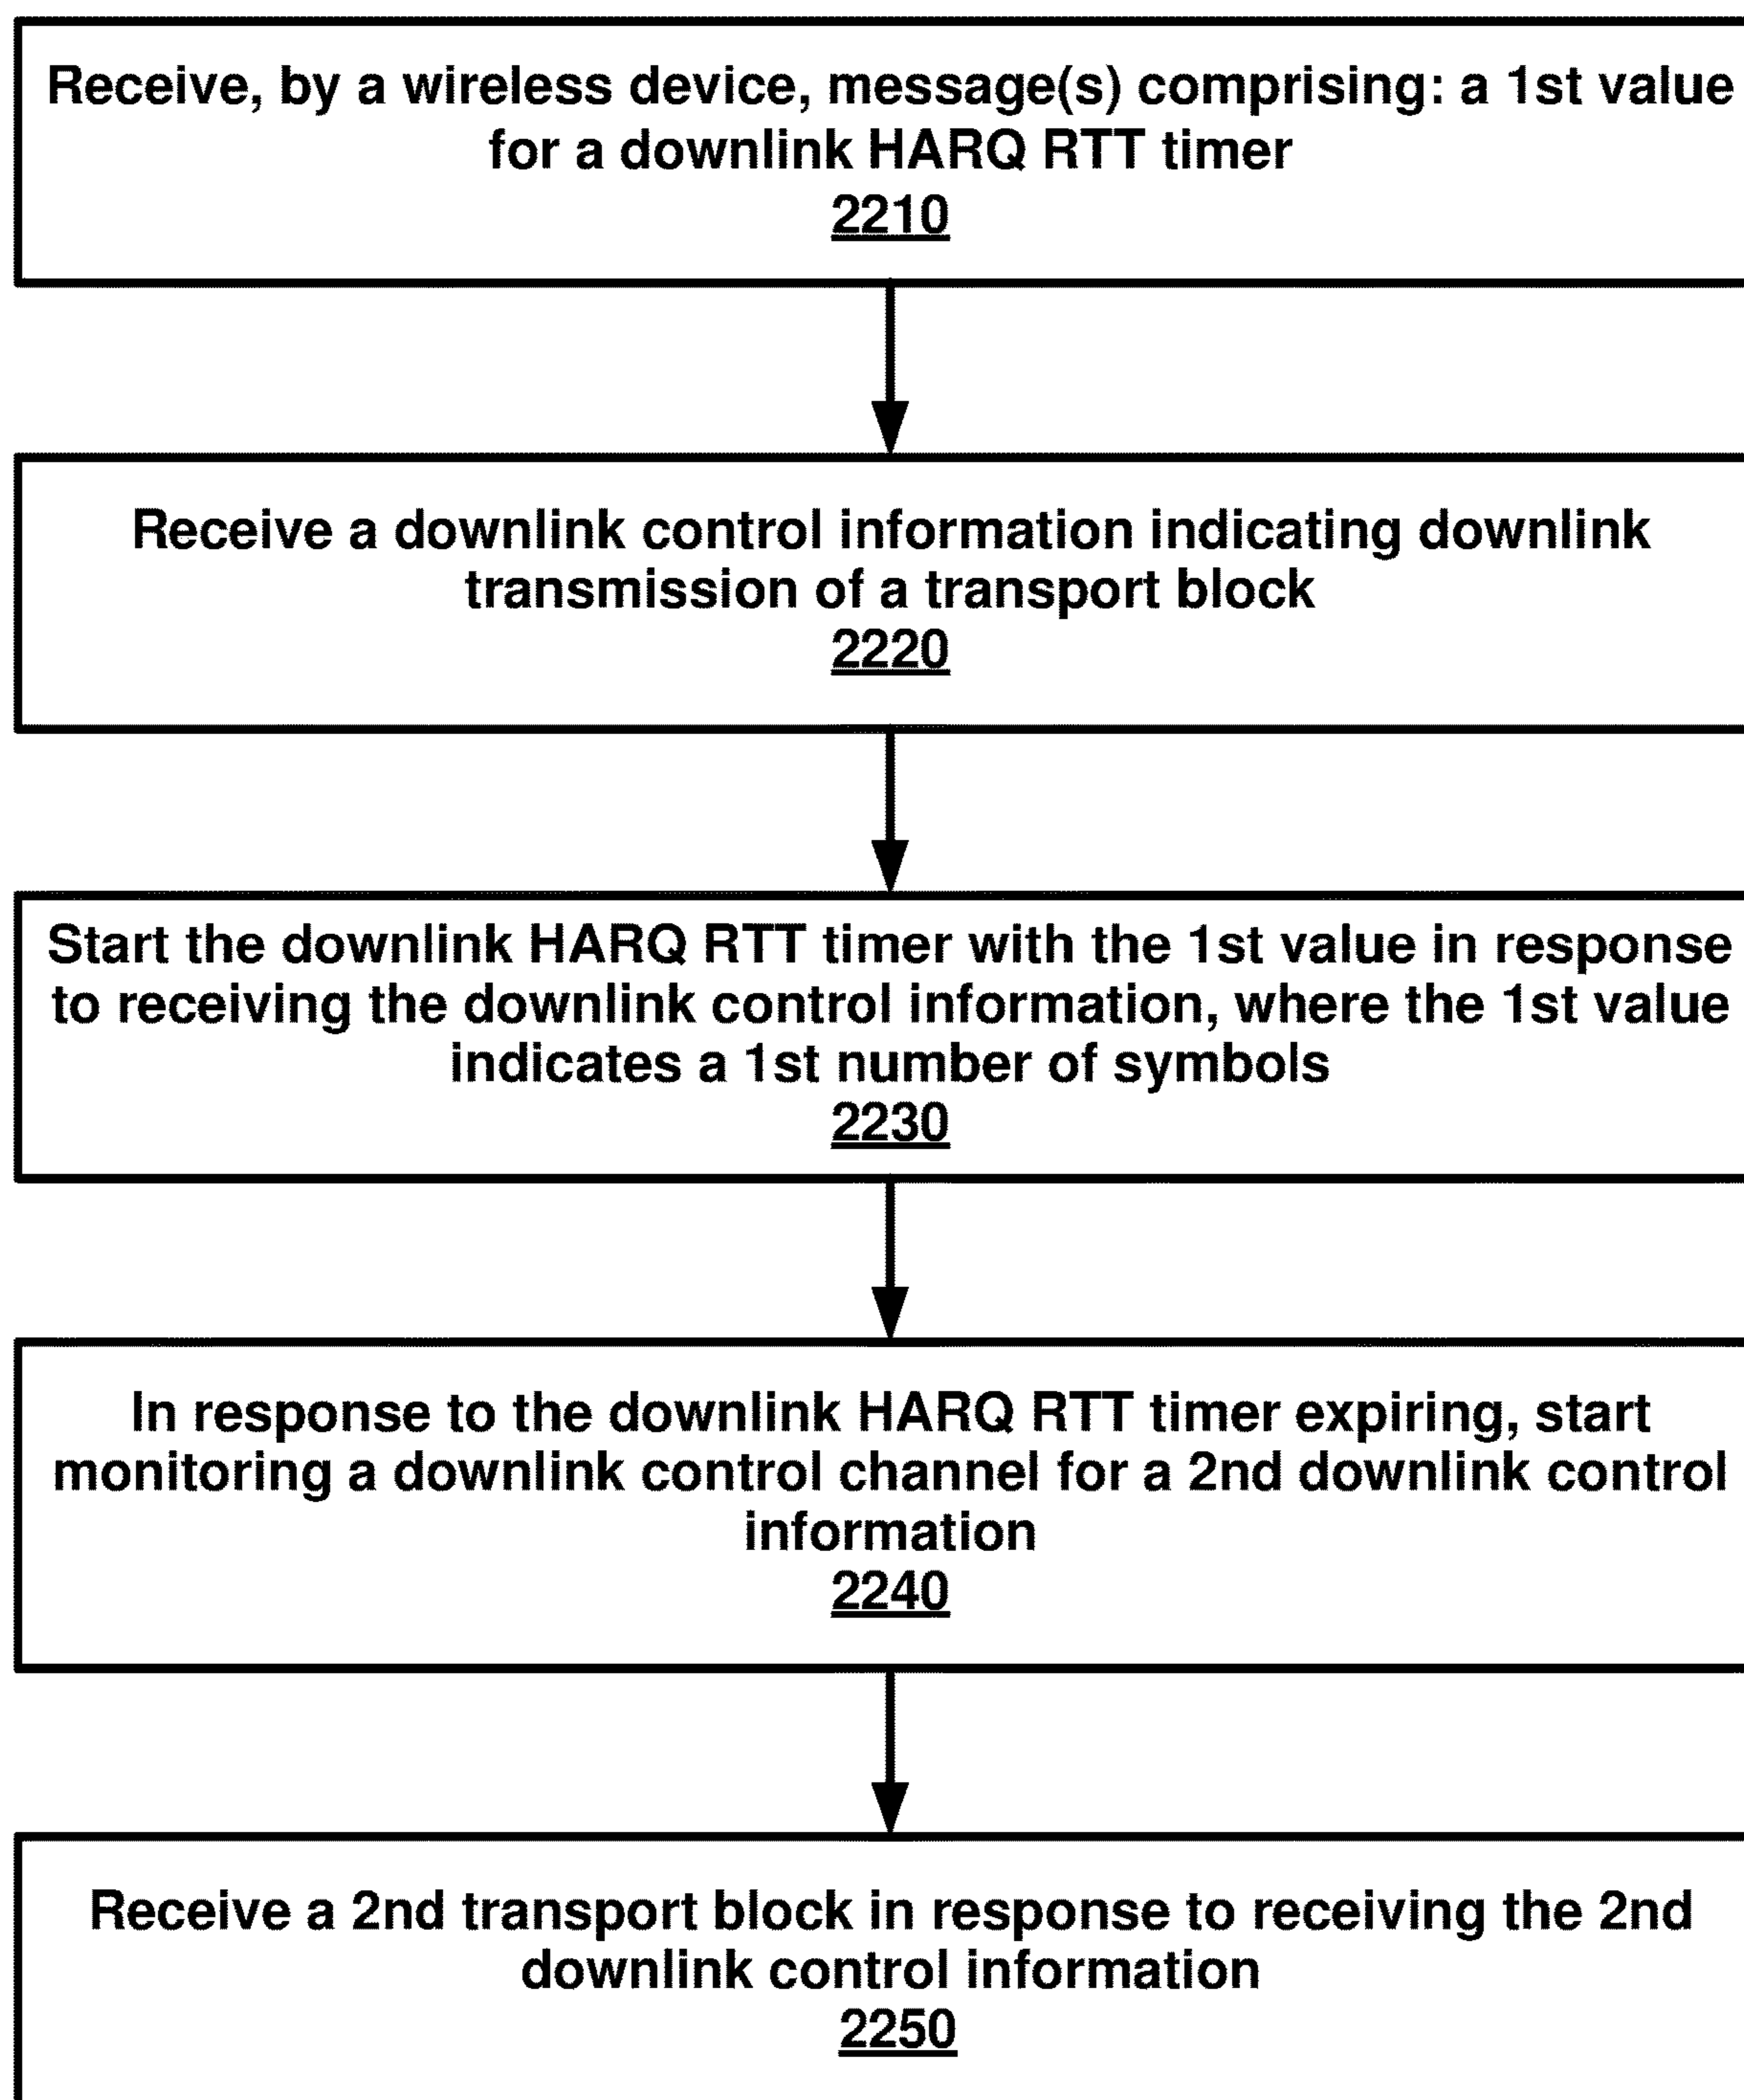 Receive, by a wireless device, message(s) comprising: a 1st value
for a downlink HARQ RTT timer
2210
Receive a downlink control information indicating downlink
transmission of a transport block
2220
Start the downlink HARQ RTT timer with the 1st value in response
to receiving the downlink control information, where the 1st value
indicates a 1st number of symbols
2230
In response to the downlink HARQ RTT timer expiring, start
monitoring a downlink control channel for a 2nd downlink control
information
2240
Receive a 2nd transport block in response to receiving the 2nd
downlink control information
2250